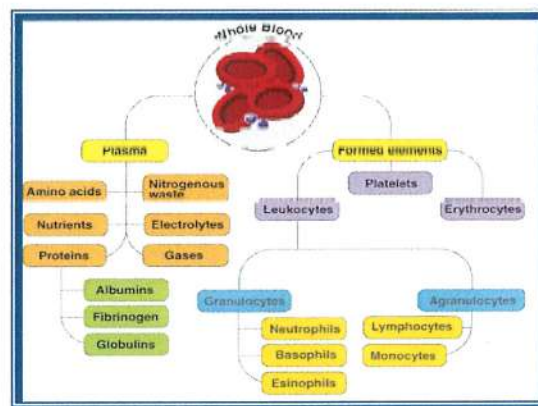 Whole Blood
Plasma
Formed elements
Amino acids
Nitrogenous
waste
Platelets
Leukocytes
Erythrocytes
Nutrients
Electrolytes
Proteins
Gases
Albumins
Fibrinogen
Globulins
Granulocytes
Agranulocytes
Neutrophils
Lymphocytes
Basophils
Monocytes
Esinophils